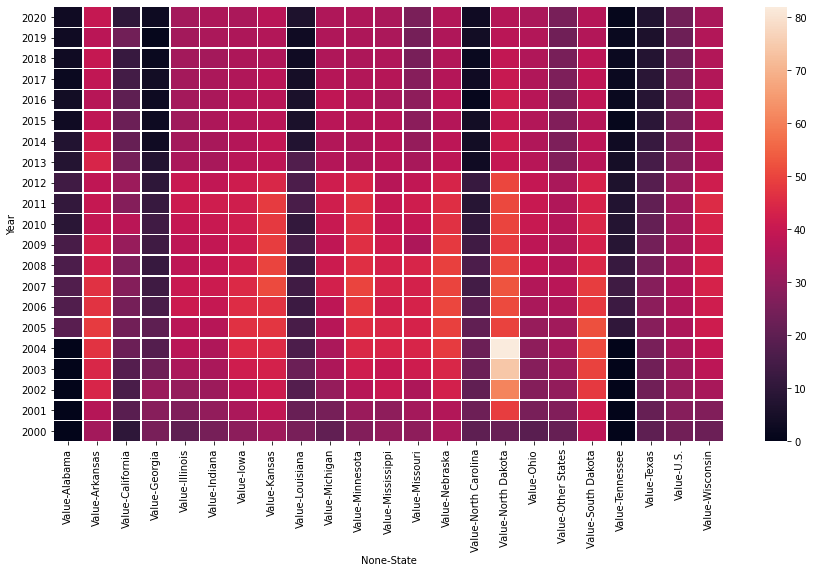 2020
2019
2018
2017
2016
2015
2014
2013
2012
2011
2010
2009
2008
2007
2006
2005
2004
2003
2002
2001
2000
Year
Value-Alabama
Value-Arkansas
Value-California
Value-Georgia
Value-Illinois
Value-Indiana
Value-Iowa
Value-Kansas
Value-Louisiana
Value-Michigan
Value-Minnesota
Value-Mississippi
Value-Missouri
Value-Nebraska
Value-North Carolina
Value-North Dakota
Value-Ohio
Value-Other States
Value-South Dakota
Value-Tennessee
Value-Texas
Value-U.S.
Value-Wisconsin
None-State
80
70
60
50
40
30
20
10
0